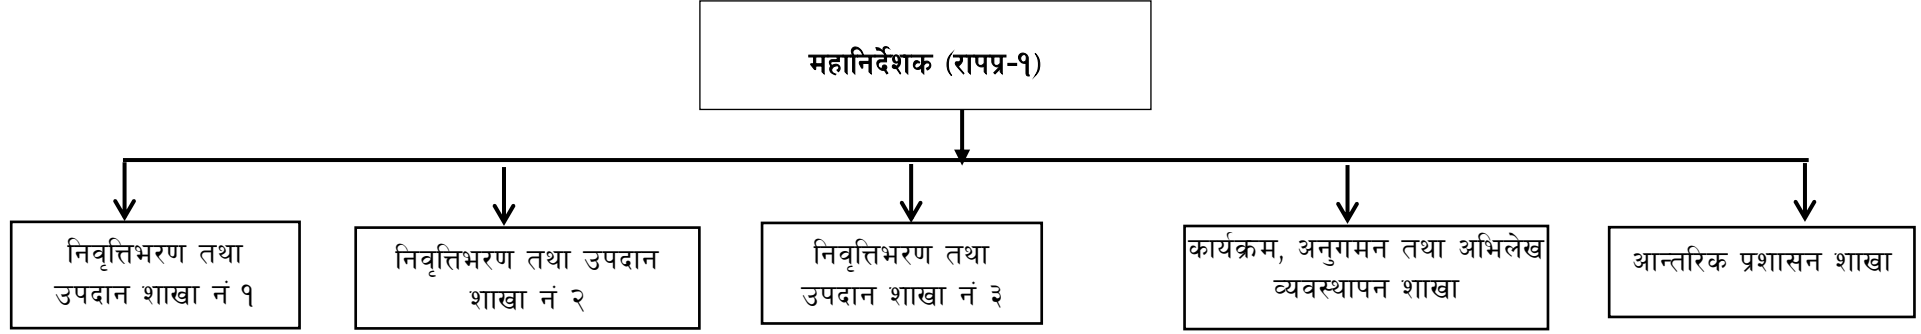 महानिर्देशक (रापप्र-१)
निवृत्तिभरण तथा
उपदान शाखा नं १
निवृत्तिभरण तथा उपदान
शाखा नं २
निवृत्तिभरण तथा
उपदान शाखा नं ३
कार्यक्रम, अनुगमन तथा अभिलेख
व्यवस्थापन शाखा
आन्तरिक प्रशासन शाखा